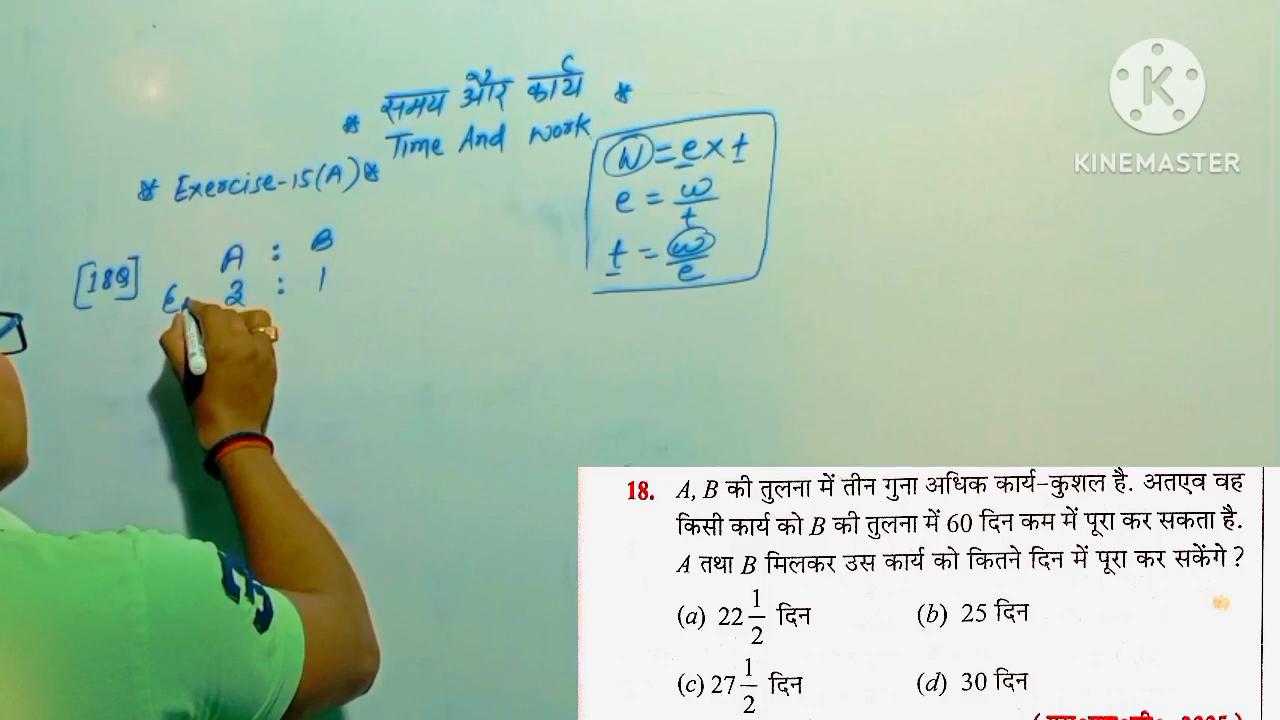 * समय और कार्य *
Time And Work
* Exercise-15(A) *
W = e x t
e = w/t
t = w/e
[18Q] A : B
3 : 1
KINEMASTER
18. A, B की तुलना में तीन गुना अधिक कार्य-कुशल है. अतएव वह
किसी कार्य को B की तुलना में 60 दिन कम में पूरा कर सकता है.
A तथा B मिलकर उस कार्य को कितने दिन में पूरा कर सकेंगे ?
(a) 22 1/2 दिन (b) 25 दिन
(c) 27 1/2 दिन (d) 30 दिन